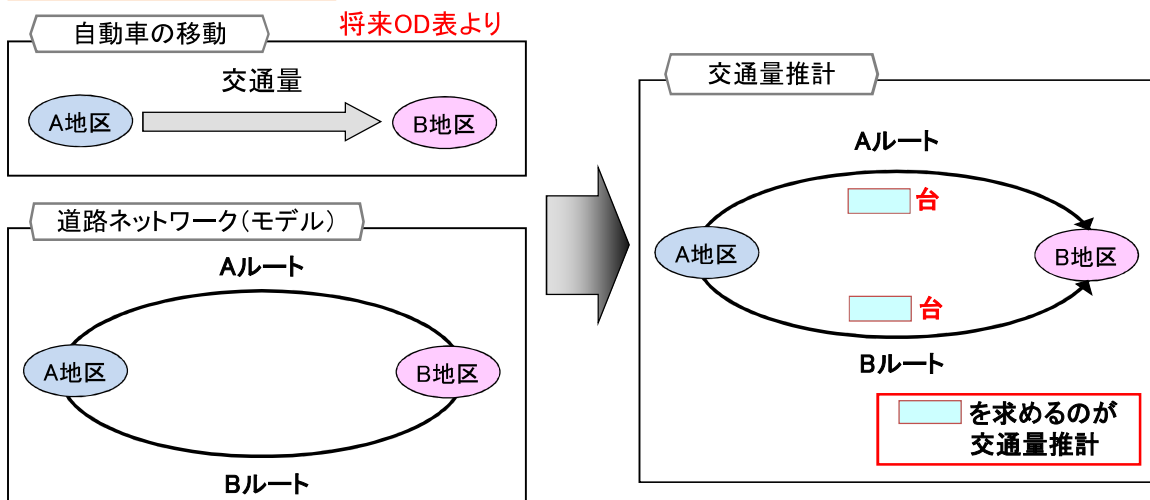 自動車の移動
将来OD表より
交通量
A地区
B地区
道路ネットワーク(モデル)
Aルート
A地区
B地区
Bルート
交通量推計
Aルート
台
A地区
B地区
台
Bルート
を求めるのが
交通量推計